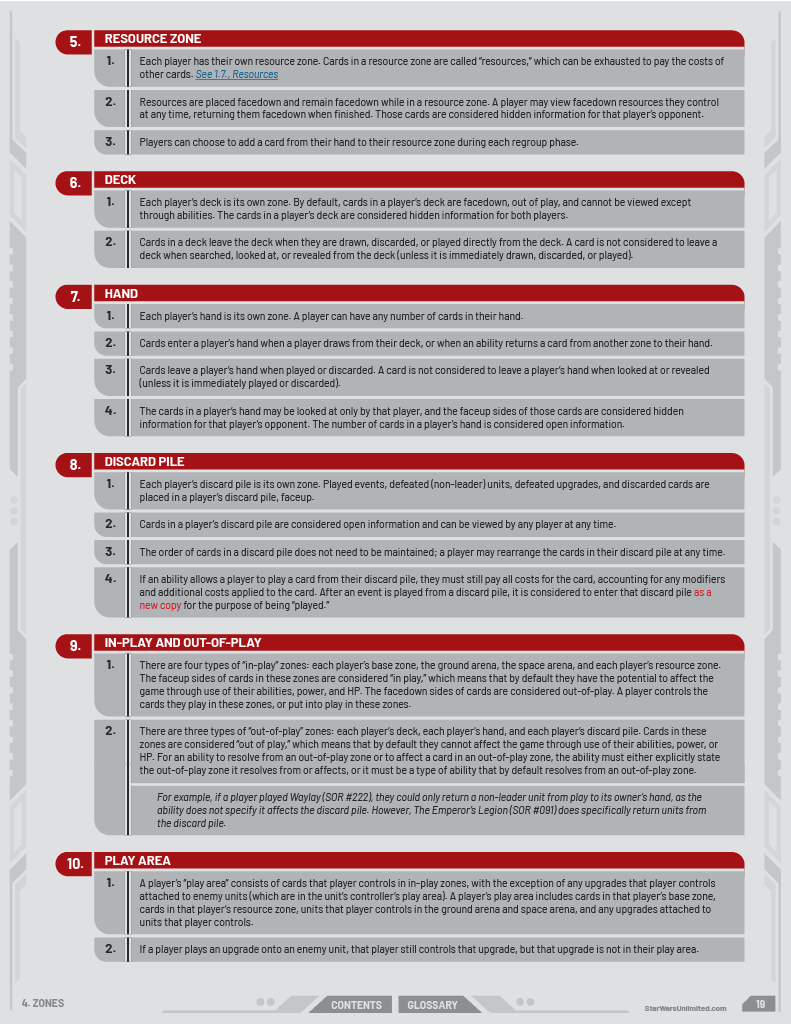 5. RESOURCE ZONE
1. Each player has their own resource zone. Cards in a resource zone are called “resources,” which can be exhausted to pay the costs of
other cards. See 1.7., Resources
2. Resources are placed facedown and remain facedown while in a resource zone. A player may view facedown resources they control
at any time, returning them facedown when finished. Those cards are considered hidden information for that player’s opponent.
3. Players can choose to add a card from their hand to their resource zone during each regroup phase.
6. DECK
1. Each player’s deck is its own zone. By default, cards in a player’s deck are facedown, out of play, and cannot be viewed except
through abilities. The cards in a player’s deck are considered hidden information for both players.
2. Cards in a deck leave the deck when they are drawn, discarded, or played directly from the deck. A card is not considered to leave a
deck when searched, looked at, or revealed from the deck (unless it is immediately drawn, discarded, or played).
7. HAND
1. Each player’s hand is its own zone. A player can have any number of cards in their hand.
2. Cards enter a player’s hand when a player draws from their deck, or when an ability returns a card from another zone to their hand.
3. Cards leave a player’s hand when played or discarded. A card is not considered to leave a player’s hand when looked at or revealed
(unless it is immediately played or discarded).
4. The cards in a player’s hand may be looked at only by that player, and the faceup sides of those cards are considered hidden
information for that player’s opponent. The number of cards in a player’s hand is considered open information.
8. DISCARD PILE
1. Each player’s discard pile is its own zone. Played events, defeated (non-leader) units, defeated upgrades, and discarded cards are
placed in a player’s discard pile, faceup.
2. Cards in a player’s discard pile are considered open information and can be viewed by any player at any time.
3. The order of cards in a discard pile does not need to be maintained; a player may rearrange the cards in their discard pile at any time.
4. If an ability allows a player to play a card from their discard pile, they must still pay all costs for the card, accounting for any modifiers
and additional costs applied to the card. After an event is played from a discard pile, it is considered to enter that discard pile as a
new copy for the purpose of being “played.”
9. IN-PLAY AND OUT-OF-PLAY
1. There are four types of “in-play” zones: each player’s base zone, the ground arena, the space arena, and each player’s resource zone.
The faceup sides of cards in these zones are considered “in play,” which means that by default they have the potential to affect the
game through use of their abilities, power, and HP. The facedown sides of cards are considered out-of-play. A player controls the
cards they play in these zones, or put into play in these zones.
2. There are three types of “out-of-play” zones: each player’s deck, each player’s hand, and each player’s discard pile. Cards in these
zones are considered “out of play,” which means that by default they cannot affect the game through use of their abilities, power, or
HP. For an ability to resolve from an out-of-play zone or to affect a card in an out-of-play zone, the ability must either explicitly state
the out-of-play zone it resolves from or affects, or it must be a type of ability that by default resolves from an out-of-play zone.
For example, if a player played Waylay (SOR #222), they could only return a non-leader unit from play to its owner’s hand, as the
ability does not specify it affects the discard pile. However, The Emperor’s Legion (SOR #091) does specifically return units from
the discard pile.
10. PLAY AREA
1. A player’s “play area” consists of cards that player controls in in-play zones, with the exception of any upgrades that player controls
attached to enemy units (which are in the unit’s controller’s play area). A player’s play area includes cards in that player’s base zone,
cards in that player’s resource zone, units that player controls in the ground arena and space arena, and any upgrades attached to
units that player controls.
2. If a player plays an upgrade onto an enemy unit, that player still controls that upgrade, but that upgrade is not in their play area.
4. ZONES
CONTENTS
GLOSSARY
StarWarsUnlimited.com
19